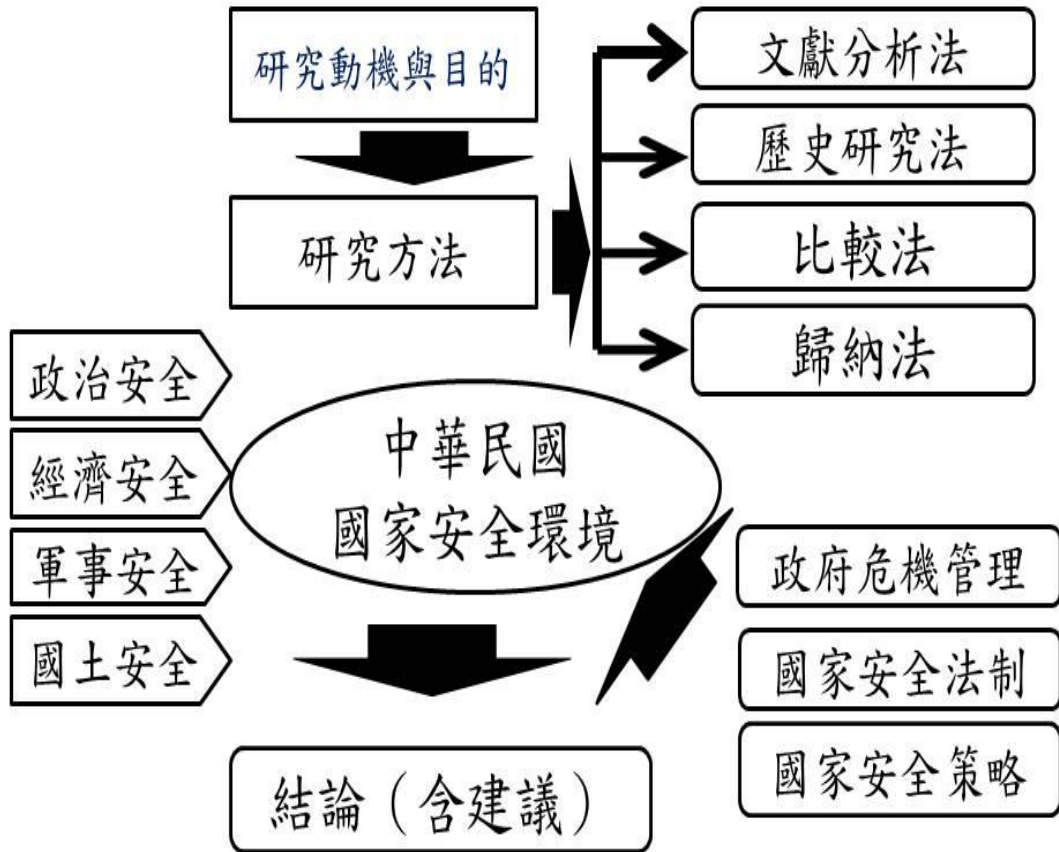 研究動機與目的
研究方法
文獻分析法
歷史研究法
比較法
歸納法
政治安全
經濟安全
軍事安全
國土安全
中華民國
國家安全環境
政府危機管理
國家安全法制
國家安全策略
結論（含建議）